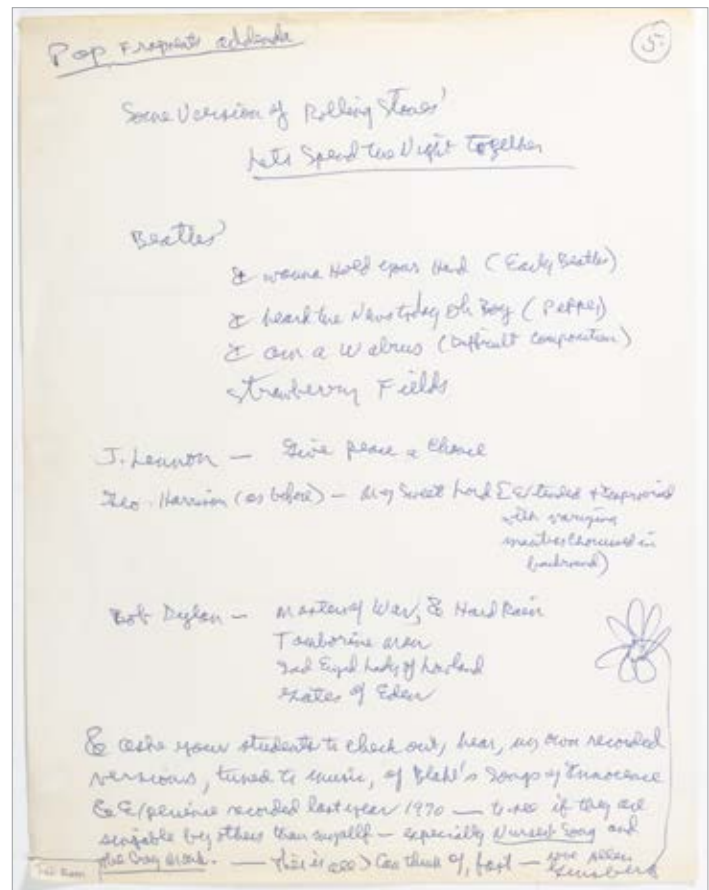 Pop Fragments addenda
5.
Some Version of Rolling Stones'
Lets Spend the Night Together
Beatles'
I wanna Hold your Hand (Early Beatles)
I heard the News today Oh Boy (Pepper)
I am a Walrus (Difficult composition)
Strawberry Fields
J. Lennon — Give peace a Chance
Geo. Harrison (as before) — My Sweet Lord Extended & improvised
with varying
mantras chorused in
backround)
Bob Dylan — Masters of War, & Hard Rain
Tamborine man
Sad Eyed Lady of Lowland
Gates of Eden
& aske your students to check out, hear, my own recorded
versions, tuned to music, of Blake's Songs of Innocence
& Experience recorded last year 1970 — to see if they are
singable by others than myself — especially Nurse's Song and
the Grey Monk. — this is all I can think of, fast — Allen
Ginsberg